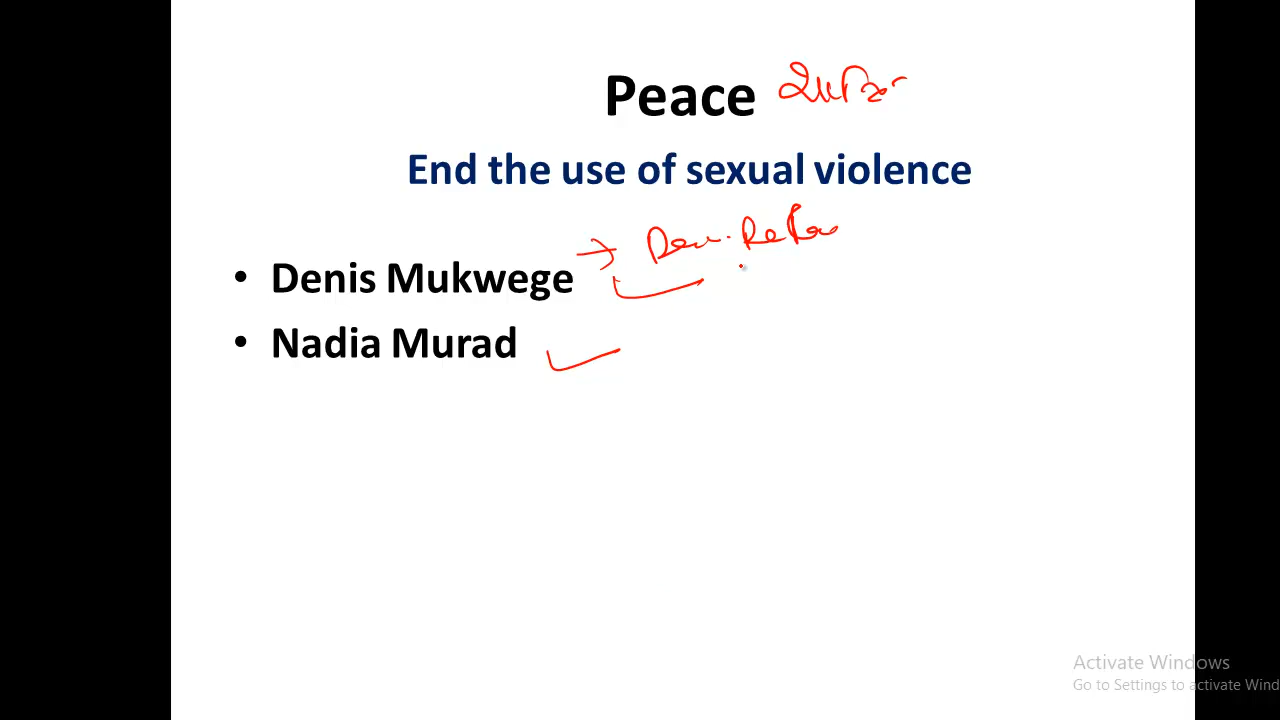 Peace
End the use of sexual violence
• Denis Mukwege
• Nadia Murad
Activate Windows
Go to Settings to activate Wind